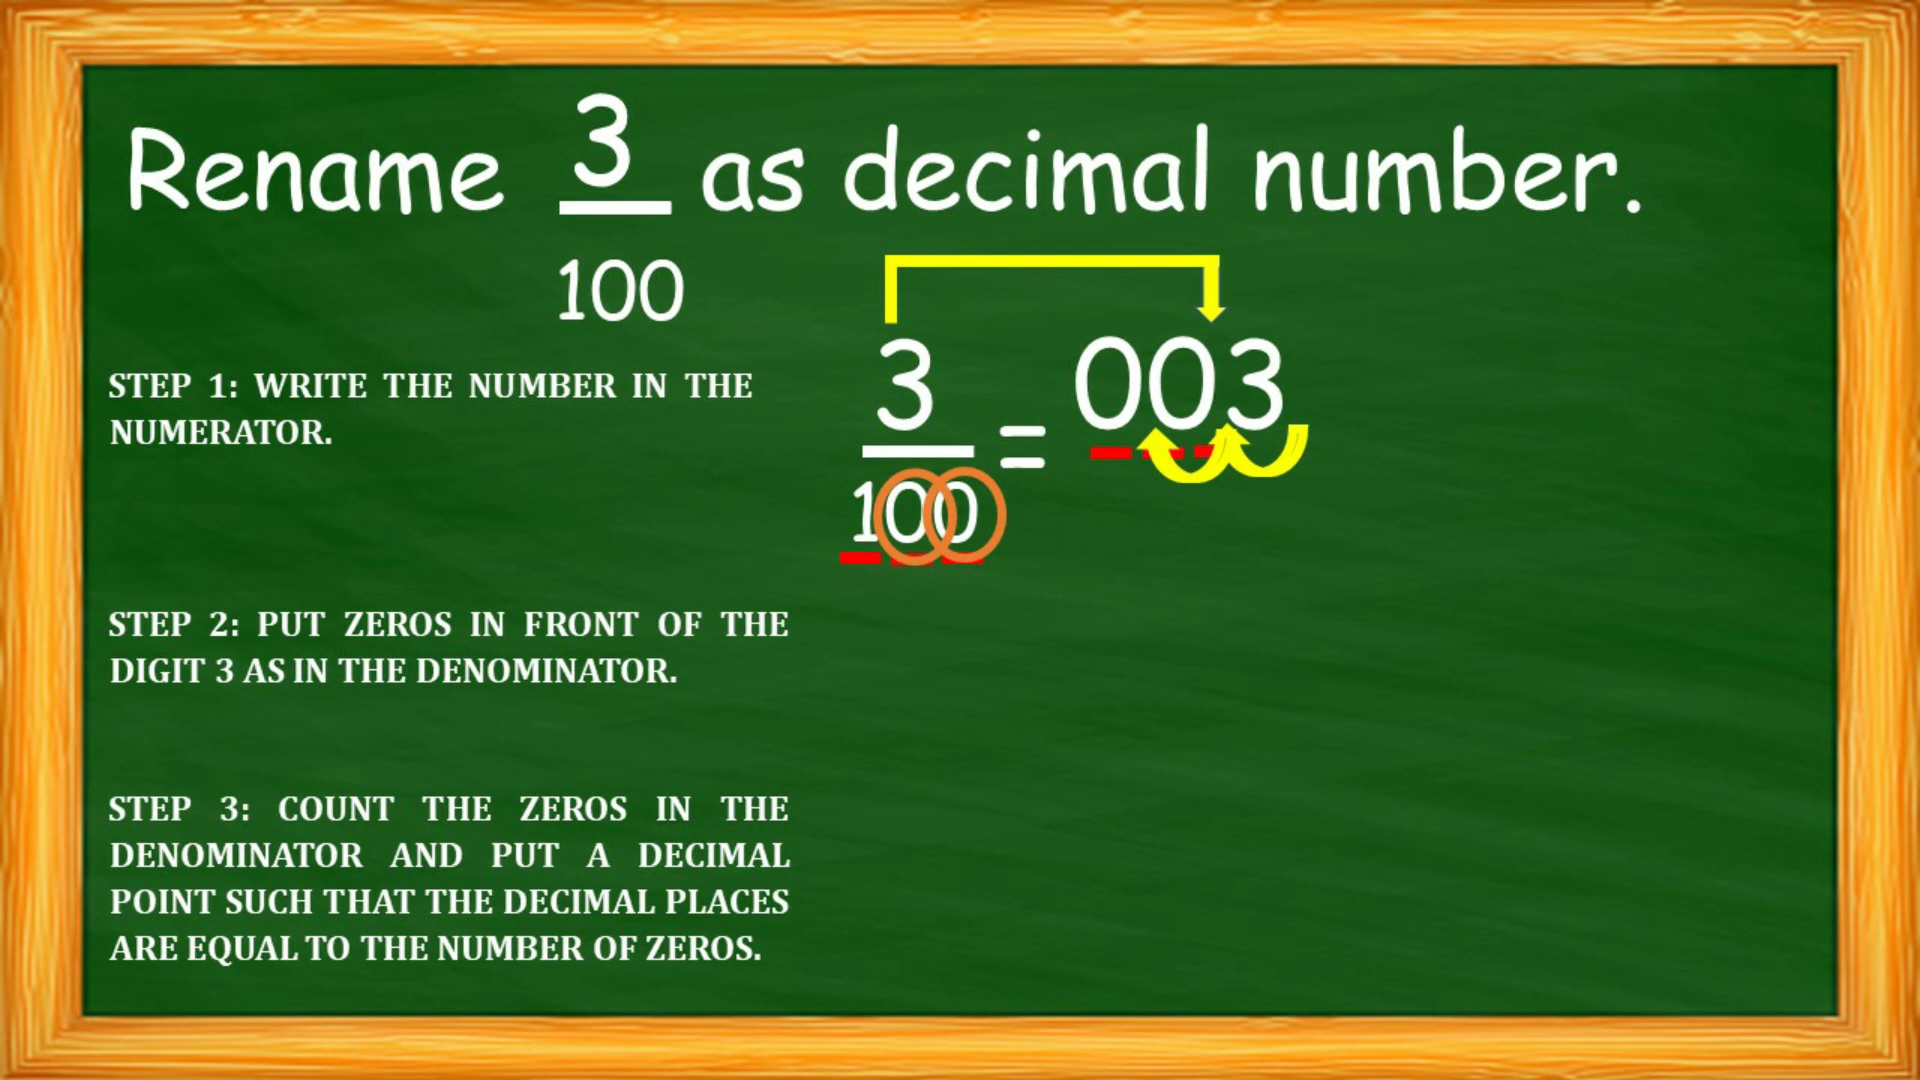 Rename 3/100 as decimal number.
3/100 = 003
STEP 1: WRITE THE NUMBER IN THE
NUMERATOR.
STEP 2: PUT ZEROS IN FRONT OF THE
DIGIT 3 AS IN THE DENOMINATOR.
STEP 3: COUNT THE ZEROS IN THE
DENOMINATOR AND PUT A DECIMAL
POINT SUCH THAT THE DECIMAL PLACES
ARE EQUAL TO THE NUMBER OF ZEROS.